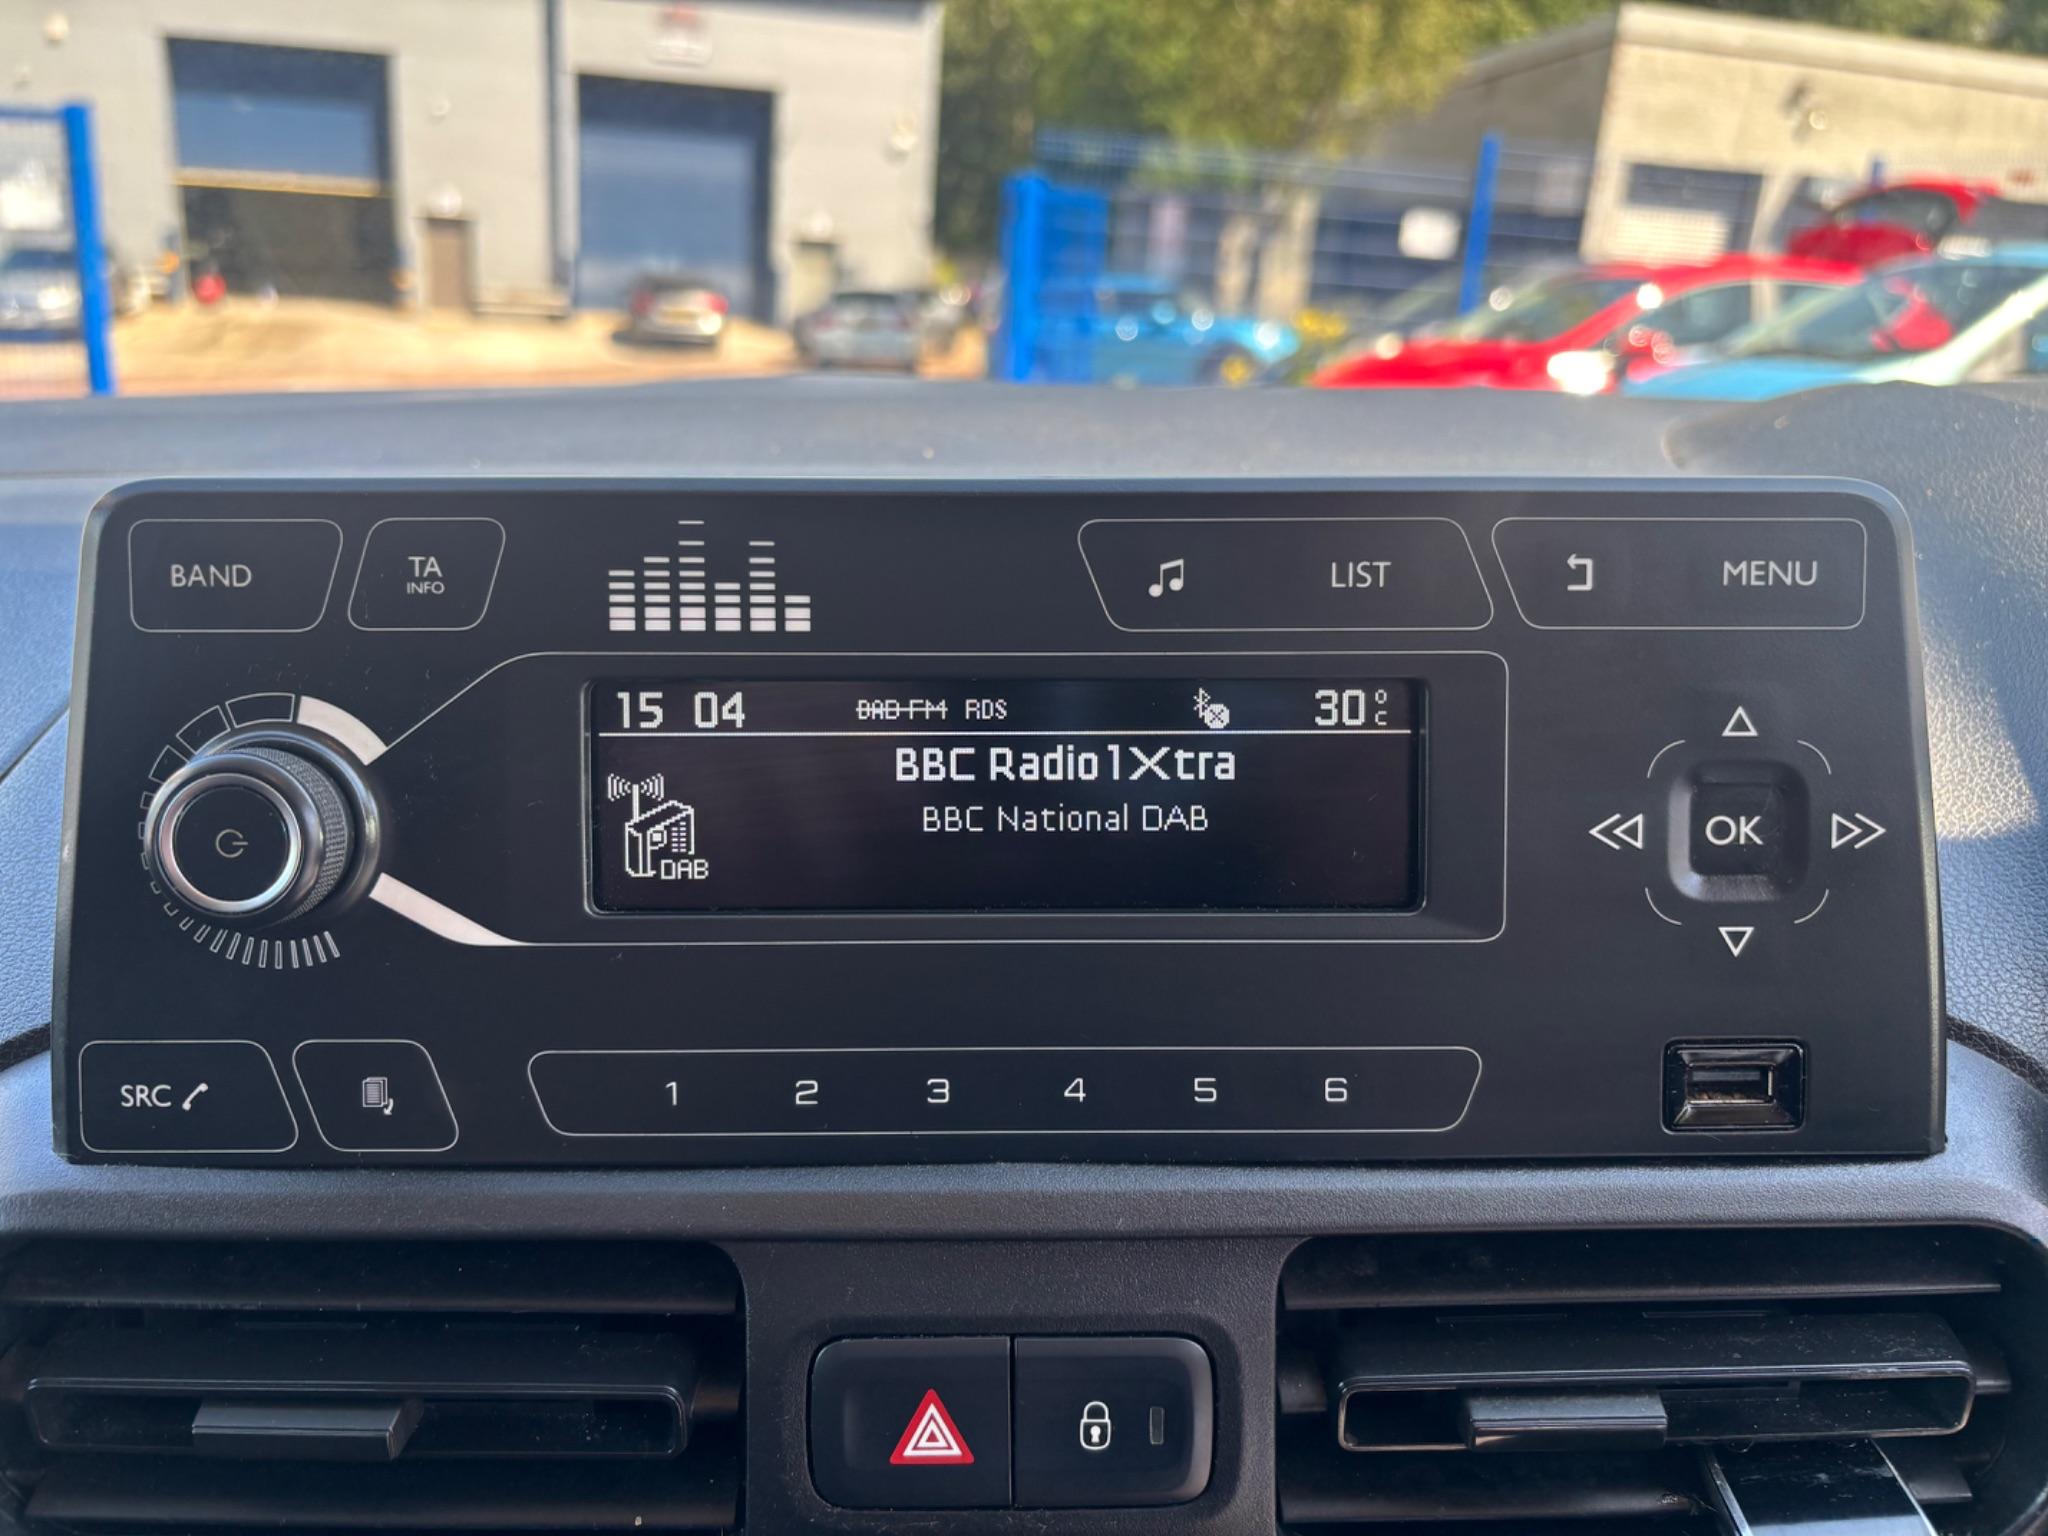 BAND
TA
INFO
LIST
MENU
15 04 DAB-FM RDS 30°C
BBC Radio 1Xtra
BBC National DAB
DAB
OK
SRC
1 2 3 4 5 6